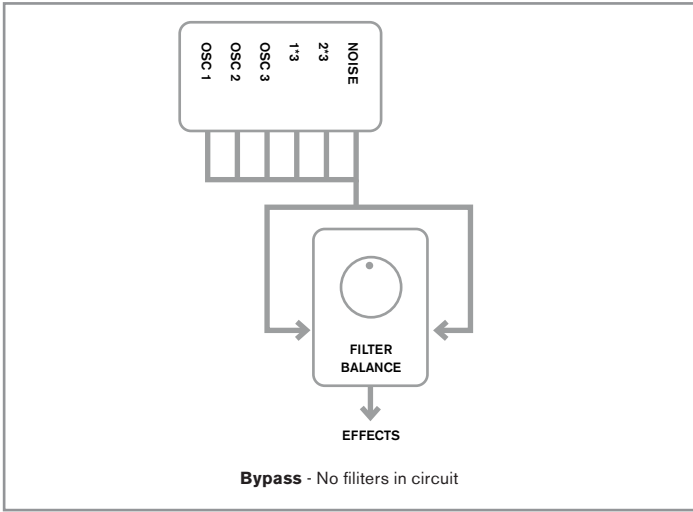 OSC 1
OSC 2
OSC 3
1*3
2*3
NOISE
FILTER
BALANCE
EFFECTS
Bypass - No filiters in circuit